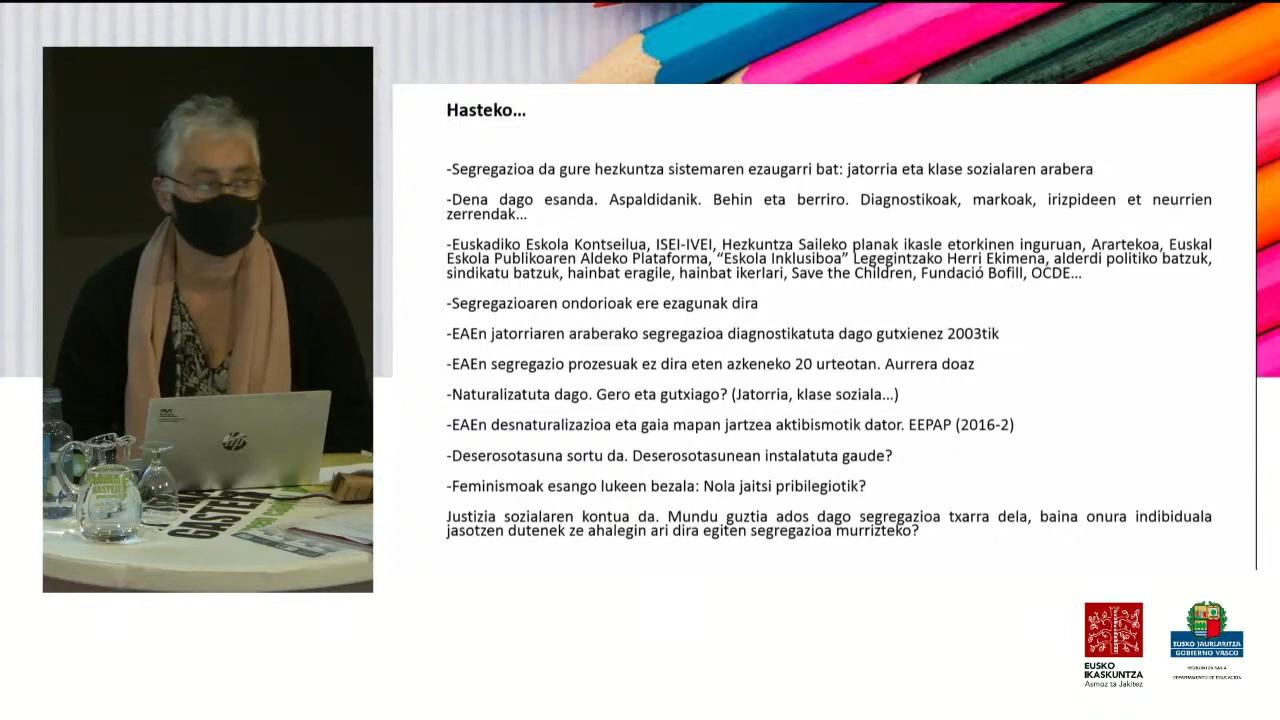 Hasteko...
-Segregazioa da gure hezkuntza sistemaren ezaugarri bat: jatorria eta klase sozialaren arabera
-Dena dago esanda. Aspaldidanik. Behin eta berriro. Diagnostikoak, markoak, irizpideen et neurrien
zerrendak...
-Euskadiko Eskola Kontseilua, ISEI-IVEI, Hezkuntza Saileko planak ikasle etorkinen inguruan, Arartekoa, Euskal
Eskola Publikoaren Aldeko Plataforma, “Eskola Inklusiboa” Legegintzako Herri Ekimena, alderdi politiko batzuk,
sindikatu batzuk, hainbat eragile, hainbat ikerlari, Save the Children, Fundació Bofill, OCDE...
-Segregazioaren ondorioak ere ezagunak dira
-EAEn jatorriaren araberako segregazioa diagnostikatuta dago gutxienez 2003tik
-EAEn segregazio prozesuak ez dira eten azkeneko 20 urteotan. Aurrera doaz
-Naturalizatuta dago. Gero eta gutxiago? (Jatorria, klase soziala...)
-EAEn desnaturalizazioa eta gaia mapan jartzea aktibismotik dator. EEPAP (2016-2)
-Deserosotasuna sortu da. Deserosotasunean instalatuta gaude?
-Feminismoak esango lukeen bezala: Nola jaitsi pribilegiotik?
Justizia sozialaren kontua da. Mundu guztia ados dago segregazioa txarra dela, baina onura indibiduala
jasotzen dutenek ze ahalegin ari dira egiten segregazioa murrizteko?
hp
GASTEIZ
EUSKO
IKASKUNTZA
Asmoz ta Jakitez
EUSKO JAURLARITZA
GOBIERNO VASCO
HEZKUNTZA SAILA
DEPARTAMENTO DE EDUCACIÓN